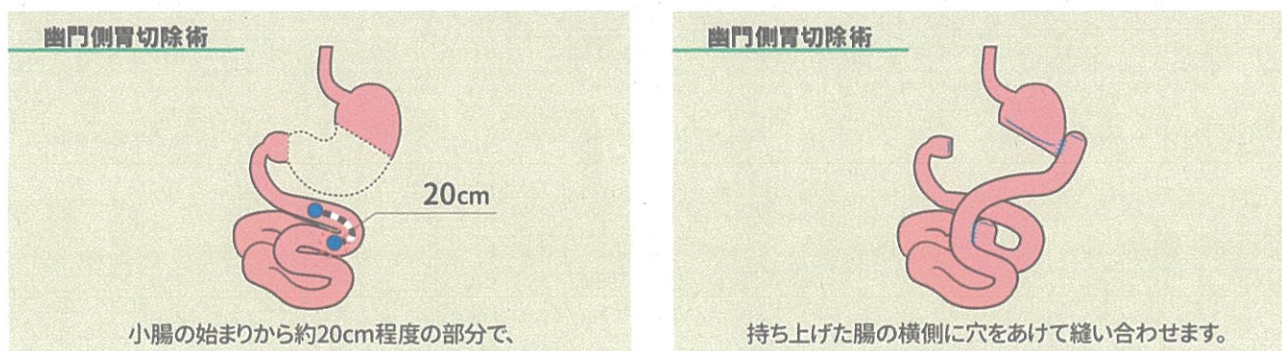 幽門側胃切除術
20cm
小腸の始まりから約20cm程度の部分で、
幽門側胃切除術
持ち上げた腸の横側に穴をあけて縫い合わせます。